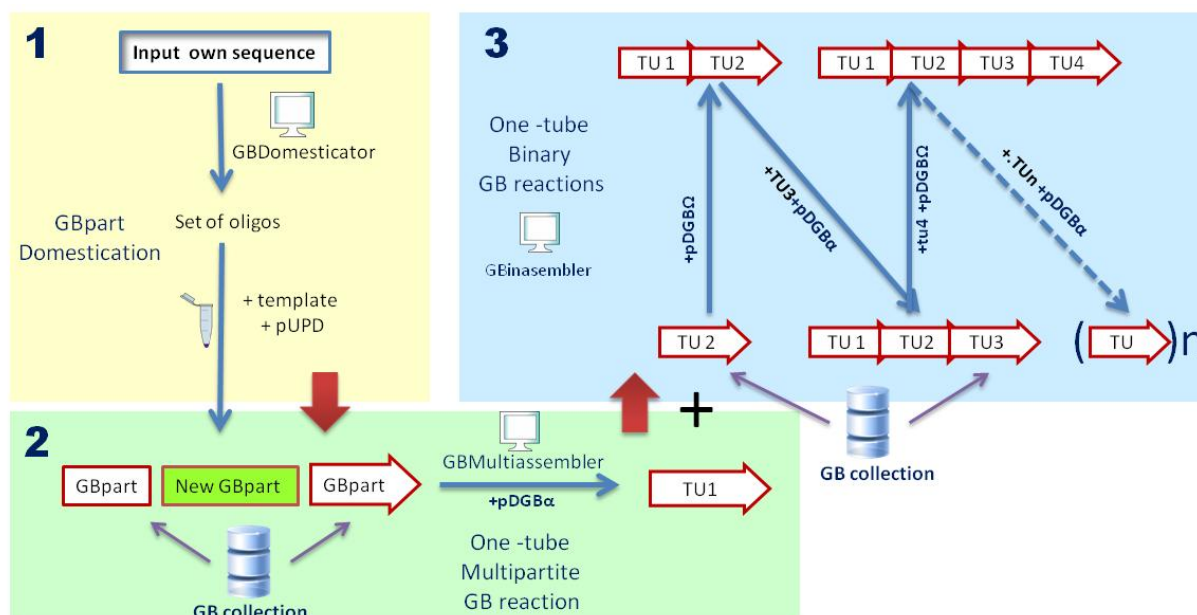 1
Input own sequence
GBDomesticator
GBpart
Domestication
Set of oligos
+ template
+ pUPD
2
GBpart
New GBpart
GBpart
GB collection
GBMultiassembler
+pDGBα
TU1
One -tube
Multipartite
GB reaction
3
TU 1
TU2
TU 1
TU2
TU3
TU4
One -tube
Binary
GB reactions
GBinasembler
+pDGBΩ
+TU3+pDGBα
+tu4 +pDGBΩ
+.TUn +pDGBα
TU 2
TU 1
TU2
TU3
(TU)n
+
GB collection